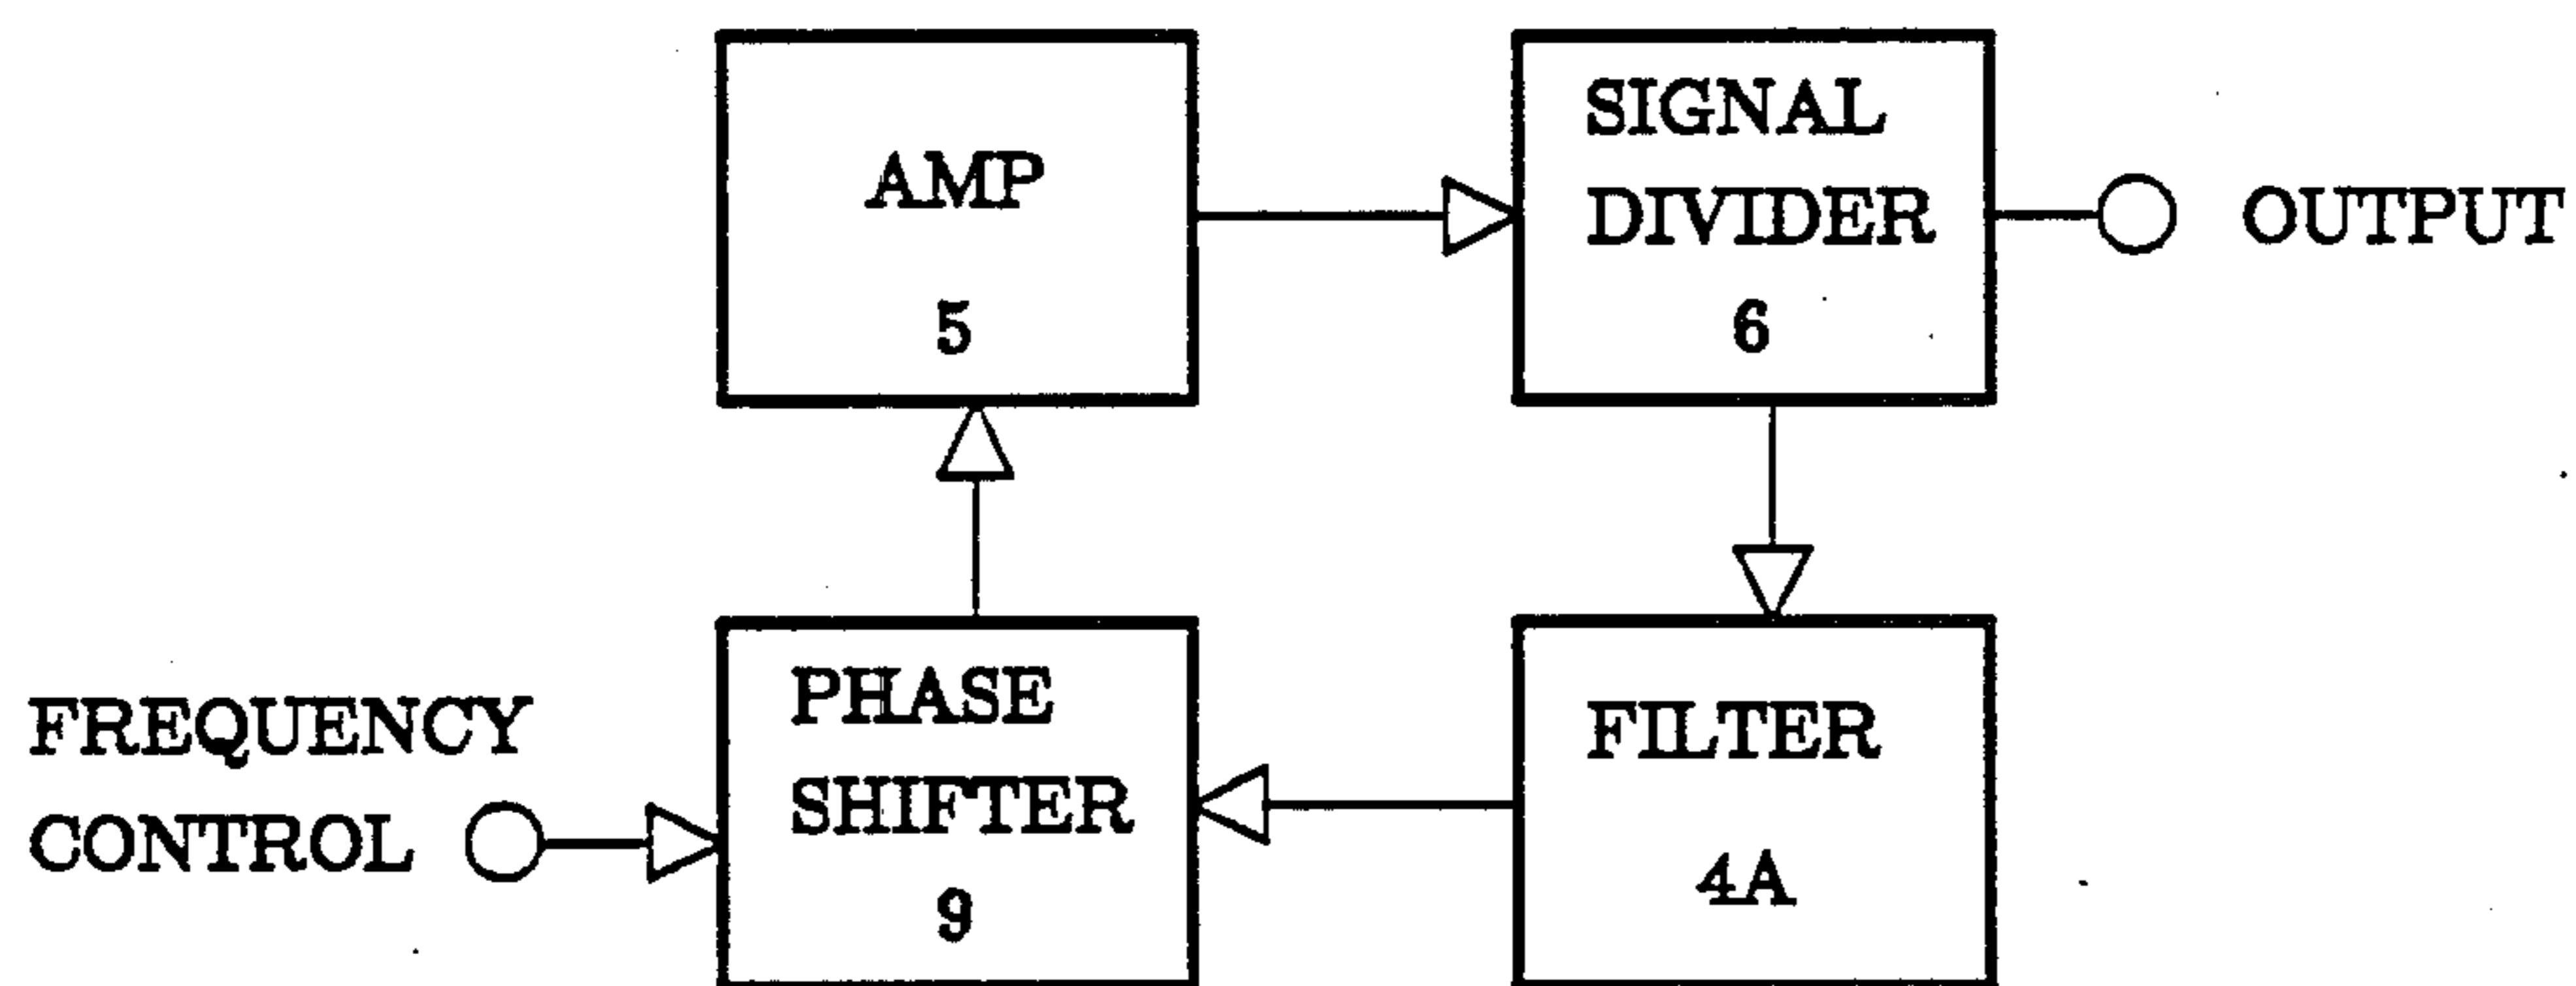 AMP
5
SIGNAL
DIVIDER
6
OUTPUT
FREQUENCY
CONTROL
PHASE
SHIFTER
9
FILTER
4A